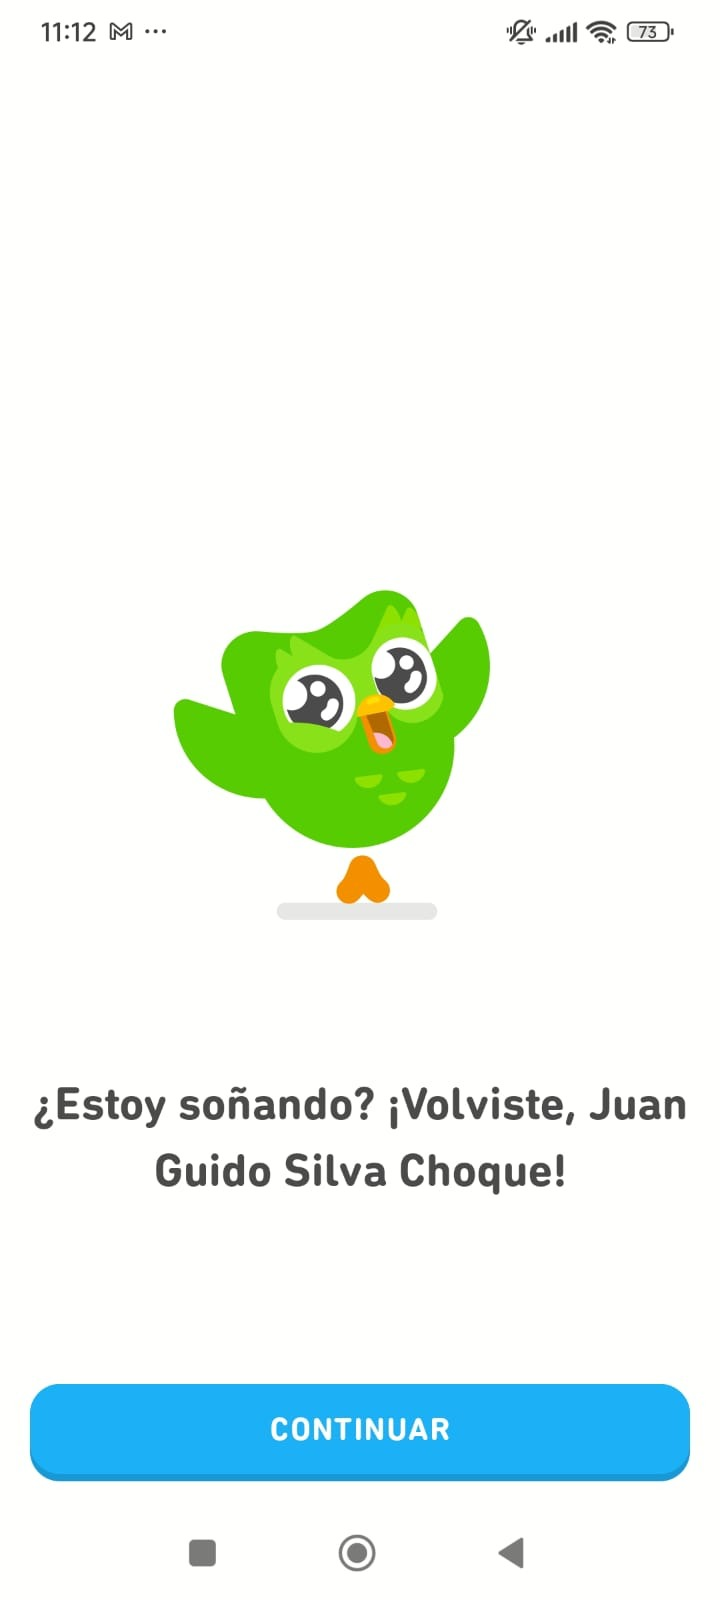 11:12
73
¿Estoy soñando? ¡Volviste, Juan
Guido Silva Choque!
CONTINUAR